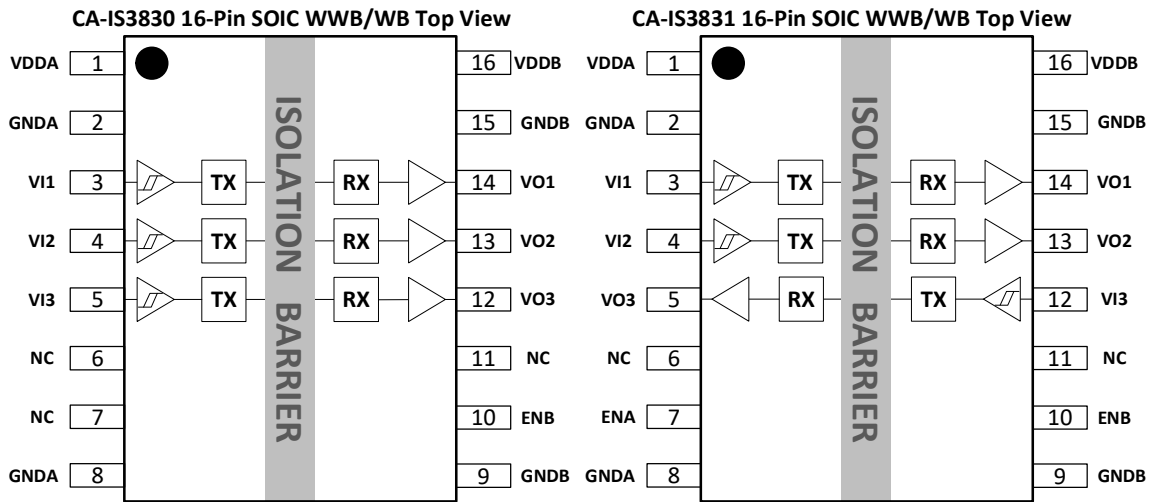 CA-IS3830 16-Pin SOIC WWB/WB Top View
VDDA 1 16 VDDB
GNDA 2 15 GNDB
VI1 3 TX RX 14 VO1
VI2 4 TX RX 13 VO2
VI3 5 TX RX 12 VO3
NC 6 11 NC
NC 7 10 ENB
GNDA 8 9 GNDB
ISOLATION BARRIER
CA-IS3831 16-Pin SOIC WWB/WB Top View
VDDA 1 16 VDDB
GNDA 2 15 GNDB
VI1 3 TX RX 14 VO1
VI2 4 TX RX 13 VO2
VO3 5 RX TX 12 VI3
NC 6 11 NC
ENA 7 10 ENB
GNDA 8 9 GNDB
ISOLATION BARRIER